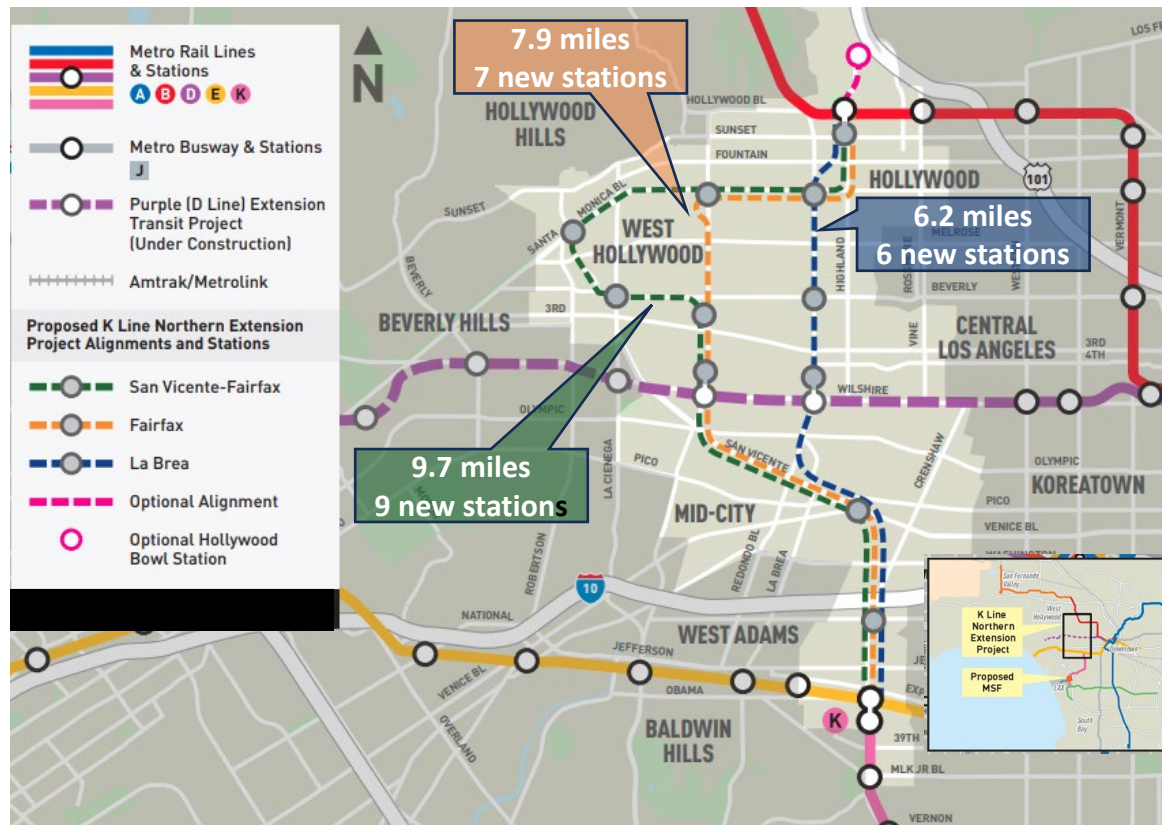 Metro Rail Lines
& Stations
A B D E K
Metro Busway & Stations
J
Purple (D Line) Extension
Transit Project
(Under Construction)
Amtrak/Metrolink
Proposed K Line Northern Extension
Project Alignments and Stations
San Vicente-Fairfax
Fairfax
La Brea
Optional Alignment
Optional Hollywood
Bowl Station
N
7.9 miles
7 new stations
6.2 miles
6 new stations
9.7 miles
9 new stations
HOLLYWOOD
HILLS
HOLLYWOOD BL
SUNSET
FOUNTAIN
HOLLYWOOD
101
LOS
VERMONT
SUNSET
SANTA
MONICA BL
WEST
HOLLYWOOD
MELROSE
HIGHLAND
BEVERLY
BEVERLY
3RD
BEVERLY HILLS
VINE
CENTRAL
LOS ANGELES
3RD
4TH
WILSHIRE
OLYMPIC
LA CIENEGA
PICO
SAN VICENTE
CRENSHAW
OLYMPIC
KOREATOWN
PICO
VENICE BL
MID-CITY
REDONDO BL
LA BREA
ROBERTSON
10
NATIONAL
WEST ADAMS
JEFFERSON
VENICE BL
OBAMA
OVERLAND
BALDWIN
HILLS
K
39TH
MLK JR BL
VERNON
San Fernando
Valley
West
Hollywood
K Line
Northern
Extension
Project
Downtown
Proposed
MSF
LAX
South
Bay